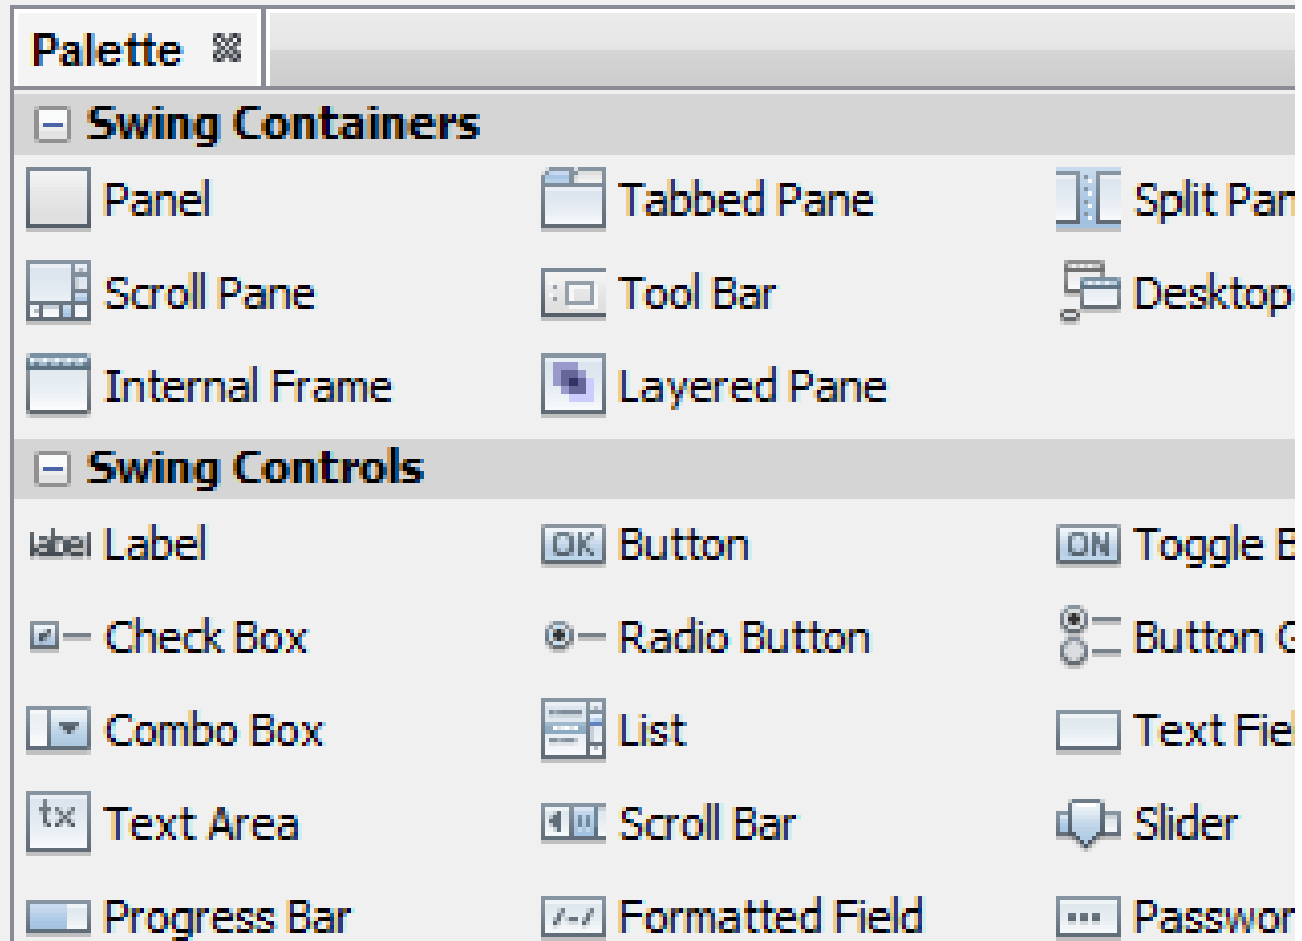 Palette
Swing Containers
Panel Tabbed Pane Split Pan
Scroll Pane Tool Bar Desktop
Internal Frame Layered Pane
Swing Controls
label Label OK Button ON Toggle B
Check Box Radio Button Button G
Combo Box List Text Fiel
tx Text Area Scroll Bar Slider
Progress Bar Formatted Field Passwor